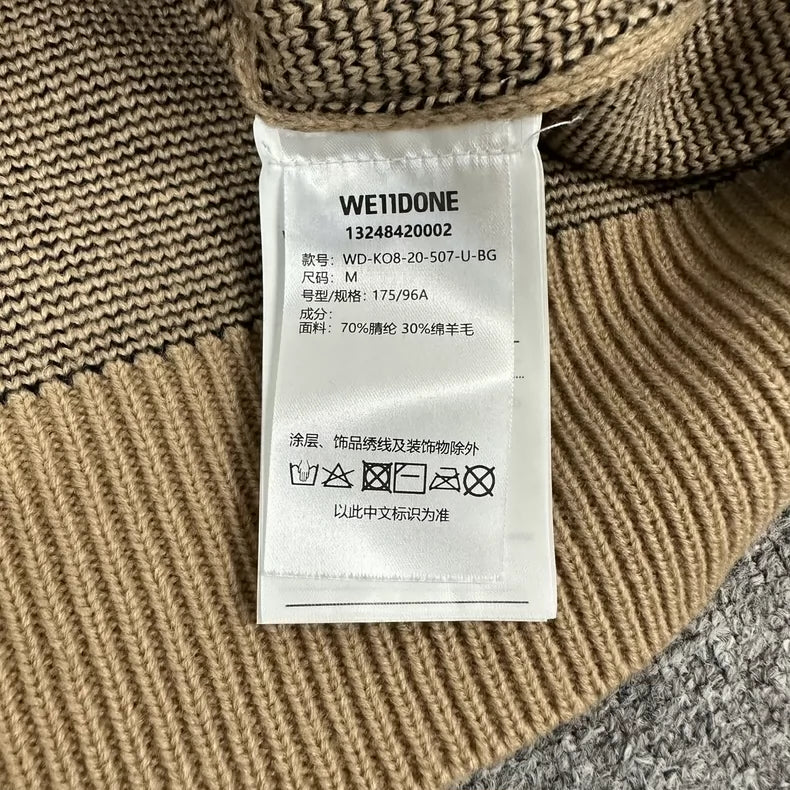 WE11DONE
13248420002
款号: WD-KO8-20-507-U-BG
尺码: M
号型/规格: 175/96A
成分:
面料: 70%腈纶 30%绵羊毛
涂层、饰品绣线及装饰物除外
以此中文标识为准